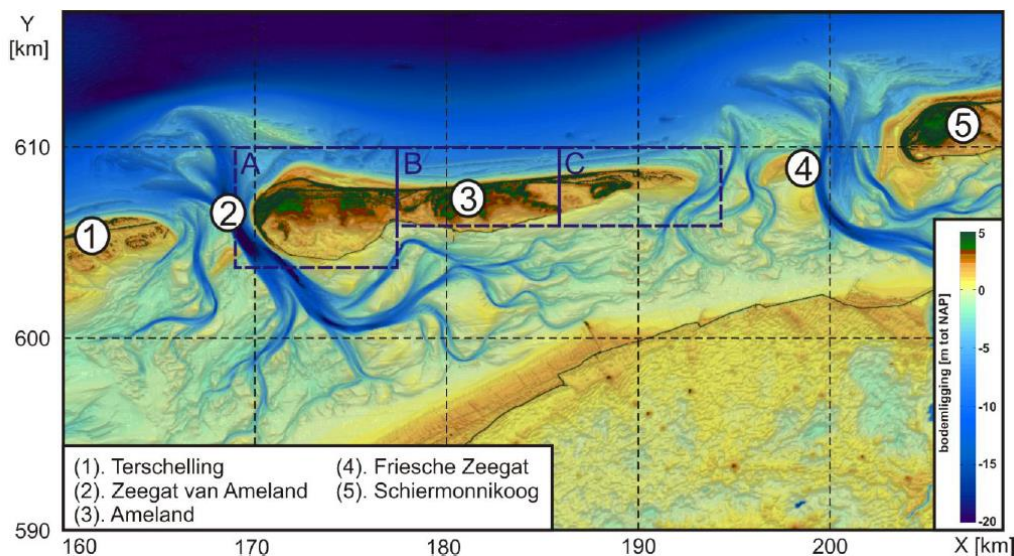 Y
[km]
610
600
590
160
170
180
190
200
X [km]
A
B
C
1
2
3
4
5
(1). Terschelling
(2). Zeegat van Ameland
(3). Ameland
(4). Friesche Zeegat
(5). Schiermonnikoog
bodemligging [m to NAP]
5
0
-5
-10
-15
-20